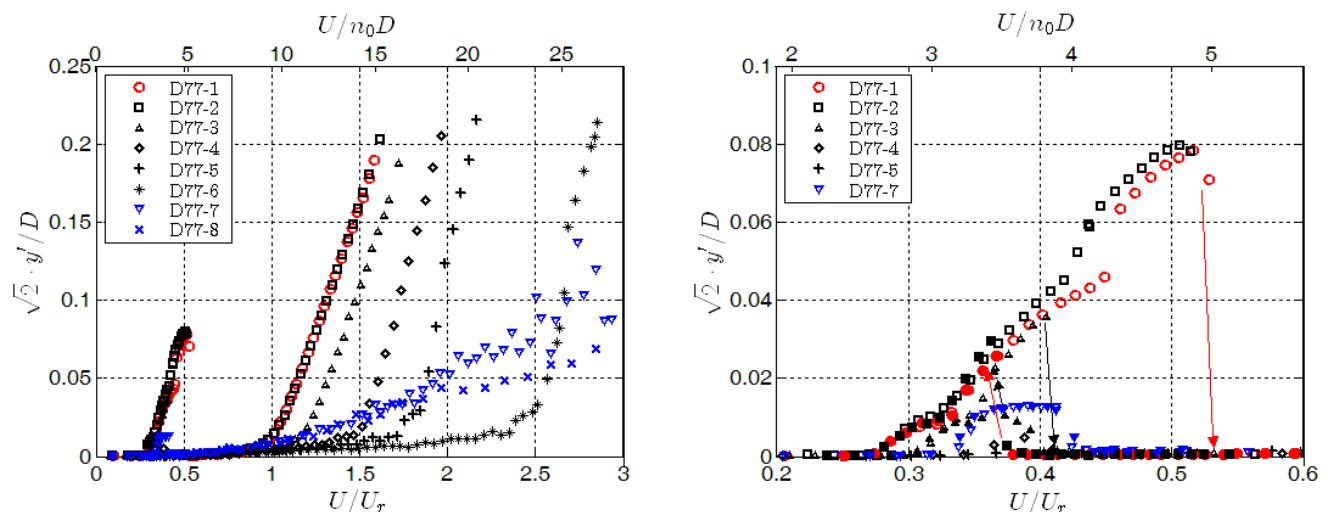 U/n₀D
0 5 10 15 20 25
0.25
0.2
0.15
0.1
0.05
0
√2 · y′/D
D77-1
D77-2
D77-3
D77-4
D77-5
D77-6
D77-7
D77-8
0 0.5 1 1.5 2 2.5 3
U/Uᵣ
U/n₀D
2 3 4 5
0.1
0.08
0.06
0.04
0.02
0
√2 · y′/D
D77-1
D77-2
D77-3
D77-4
D77-5
D77-7
0.2 0.3 0.4 0.5 0.6
U/Uᵣ